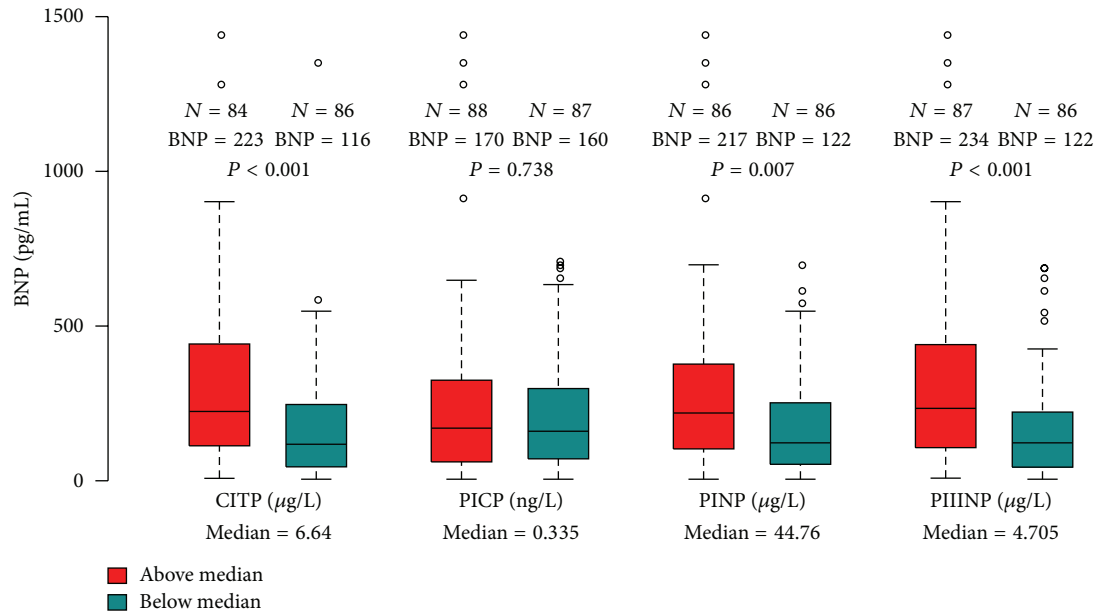 1500
N = 84 N = 86 N = 88 N = 87 N = 86 N = 86 N = 87 N = 86
BNP = 223 BNP = 116 BNP = 170 BNP = 160 BNP = 217 BNP = 122 BNP = 234 BNP = 122
P < 0.001 P = 0.738 P = 0.007 P < 0.001
1000
BNP (pg/mL)
500
0
CITP (μg/L) PICP (ng/L) PINP (μg/L) PIIINP (μg/L)
Median = 6.64 Median = 0.335 Median = 44.76 Median = 4.705
Above median
Below median